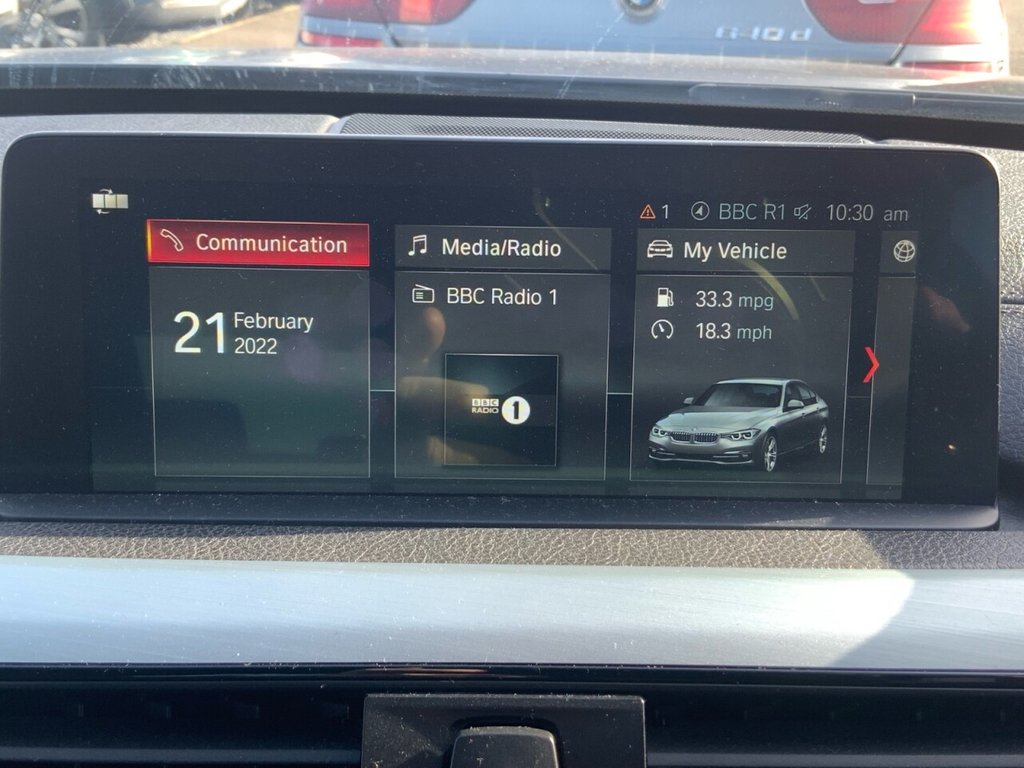 640d
1
BBC R1
10:30 am
Communication
Media/Radio
My Vehicle
21
February
2022
BBC Radio 1
BBC
RADIO
1
33.3 mpg
18.3 mph